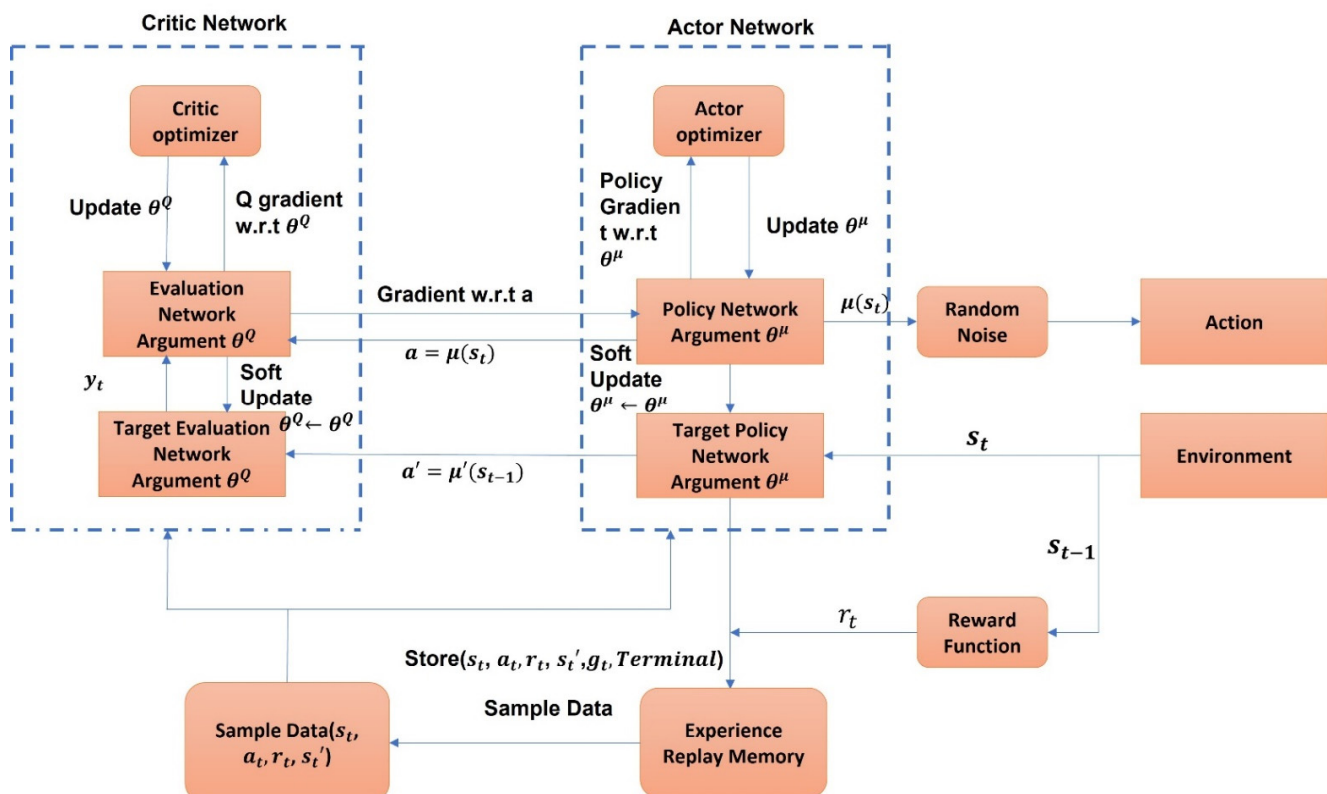 Critic Network
Actor Network
Critic
optimizer
Actor
optimizer
Update θ^Q
Q gradient
w.r.t θ^Q
Policy
Gradien
t w.r.t
θ^μ
Update θ^μ
Evaluation
Network
Argument θ^Q
Gradient w.r.t a
a = μ(s_t)
Policy Network
Argument θ^μ
μ(s_t)
Random
Noise
Action
y_t
Soft
Update
θ^Q ← θ^Q
Soft
Update
θ^μ ← θ^μ
Target Evaluation
Network
Argument θ^Q
a′ = μ′(s_{t−1})
Target Policy
Network
Argument θ^μ
s_t
Environment
s_{t−1}
r_t
Reward
Function
Store(s_t, a_t, r_t, s_t′, g_t, Terminal)
Sample Data
Sample Data(s_t,
a_t, r_t, s_t′)
Experience
Replay Memory